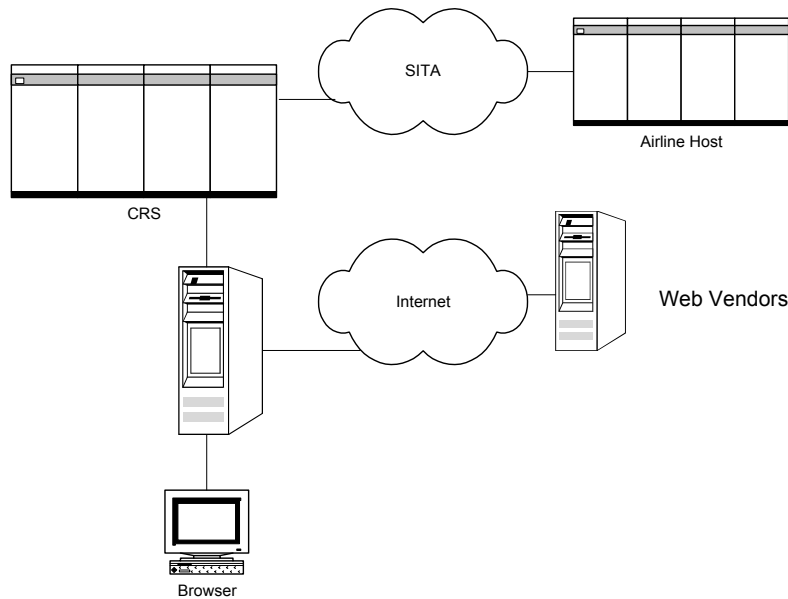 SITA
Airline Host
CRS
Internet
Web Vendors
Browser